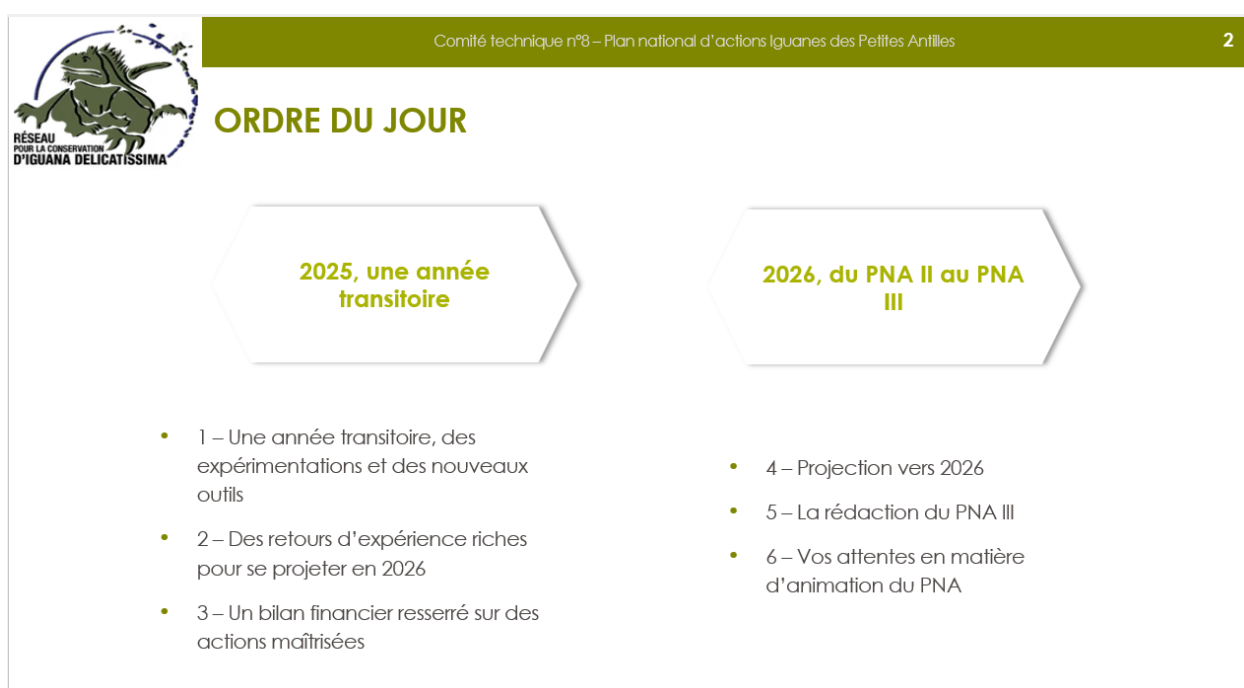 Comité technique n°8 – Plan national d'actions Iguanes des Petites Antilles
2
RÉSEAU
POUR LA CONSERVATION
D'IGUANA DELICATISSIMA
ORDRE DU JOUR
2025, une année
transitoire
• 1 – Une année transitoire, des
expérimentations et des nouveaux
outils
• 2 – Des retours d'expérience riches
pour se projeter en 2026
• 3 – Un bilan financier resserré sur des
actions maîtrisées
2026, du PNA II au PNA
III
• 4 – Projection vers 2026
• 5 – La rédaction du PNA III
• 6 – Vos attentes en matière
d'animation du PNA